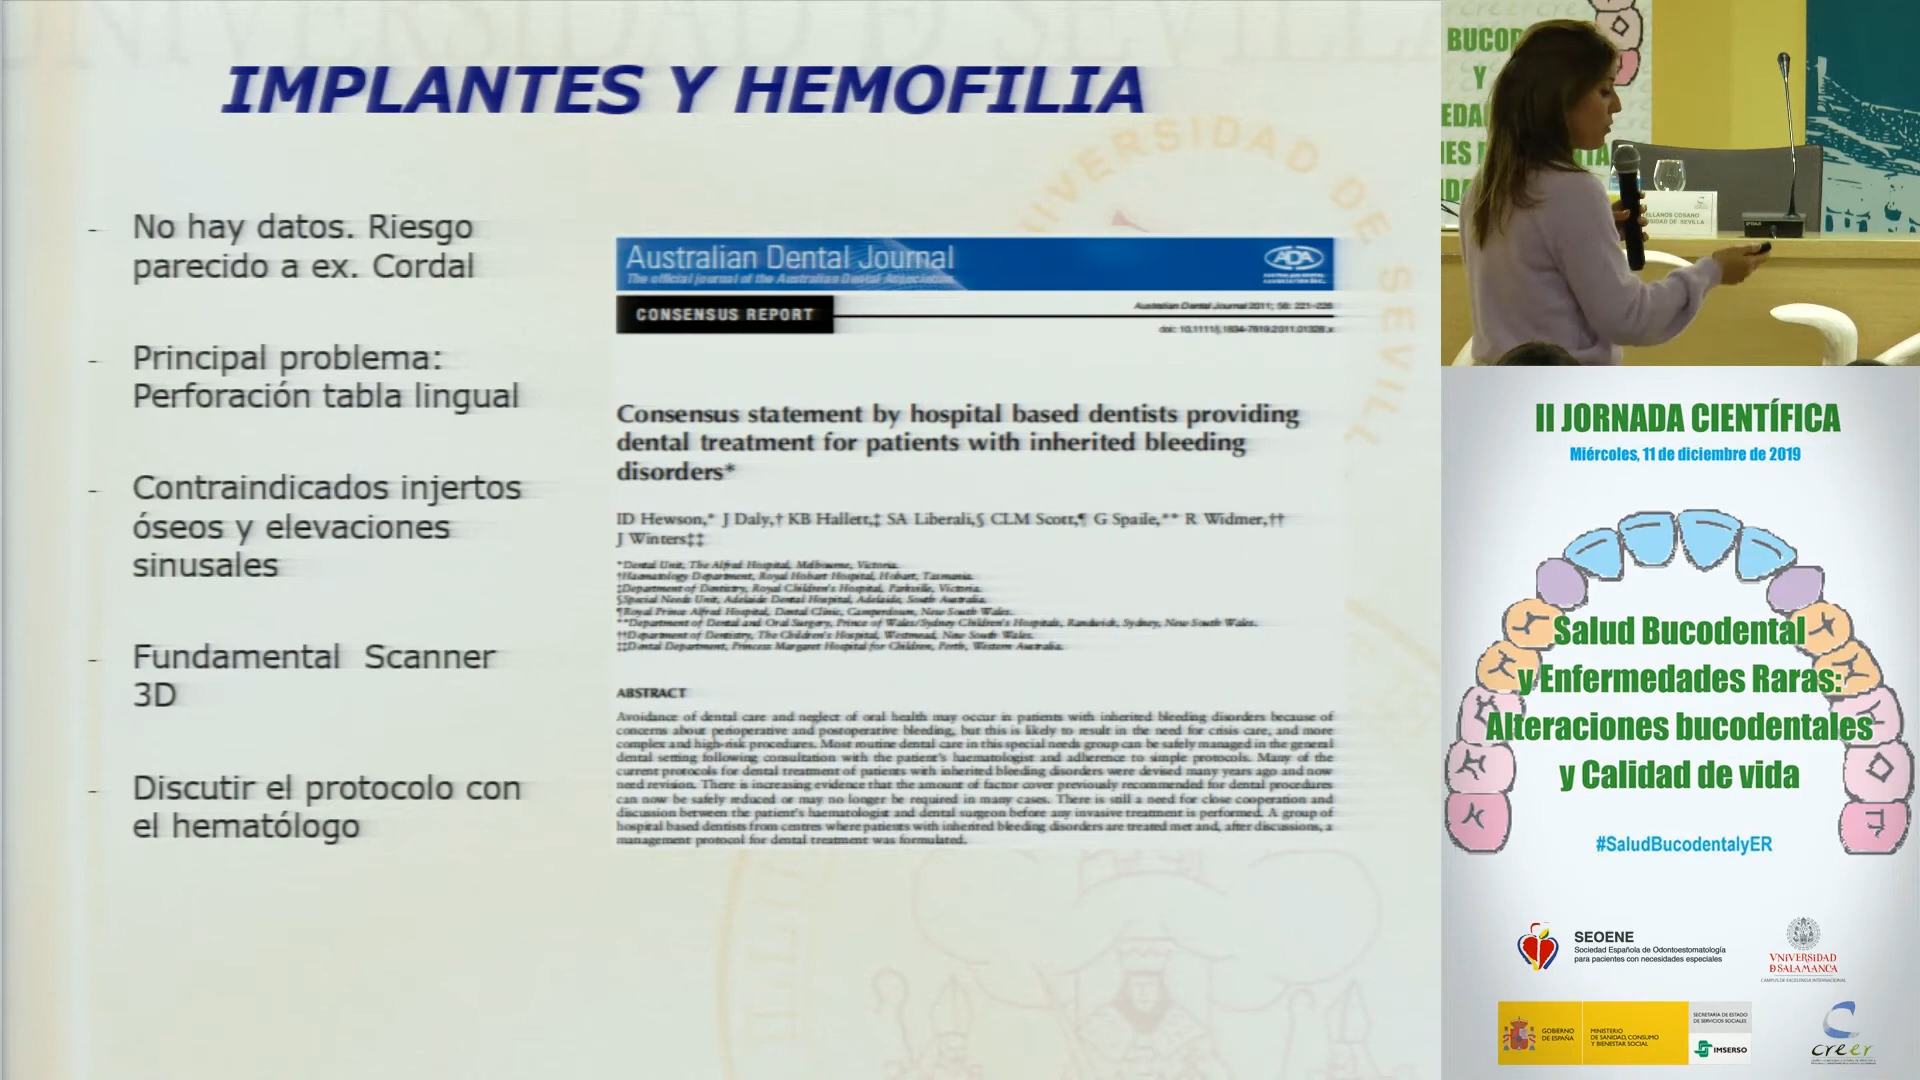 IMPLANTES Y HEMOFILIA
- No hay datos. Riesgo
parecido a ex. Cordal
- Principal problema:
Perforación tabla lingual
- Contraindicados injertos
óseos y elevaciones
sinusales
- Fundamental Scanner
3D
- Discutir el protocolo con
el hematólogo
Australian Dental Journal
The official journal of the Australian Dental Association
ADA
CONSENSUS REPORT
Australian Dental Journal 2011; 56: 221–226
Consensus statement by hospital based dentists providing
dental treatment for patients with inherited bleeding
disorders*
ID Hewson,* J Daly,† KB Hallett,‡ SA Liberali,§ CLM Scott,¶ G Spaile,** R Widmer,††
J Winters‡‡
*Dental Unit, The Alfred Hospital, Melbourne, Victoria.
†Haematology Department, Royal Hobart Hospital, Hobart, Tasmania.
‡Department of Dentistry, Royal Children's Hospital, Parkville, Victoria.
§Special Needs Unit, Adelaide Dental Hospital, Adelaide, South Australia.
¶Royal Prince Alfred Hospital, Dental Clinic, Camperdown, New South Wales.
**Department of Dental and Oral Surgery, Prince of Wales/Sydney Children's Hospitals, Randwick, Sydney, New South Wales.
††Department of Dentistry, The Children's Hospital, Westmead, New South Wales.
‡‡Dental Department, Princess Margaret Hospital for Children, Perth, Western Australia.
ABSTRACT
Avoidance of dental care and neglect of oral health may occur in patients with inherited bleeding disorders because of
concerns about perioperative and postoperative bleeding, but this is likely to result in the need for crisis care, and more
complex and high-risk procedures. Most routine dental care in this special needs group can be safely managed in the general
dental setting following consultation with the patient's haematologist and adherence to simple protocols. Many of the
current protocols for dental treatment of patients with inherited bleeding disorders were devised many years ago and now
need revision. There is increasing evidence that the amount of factor cover previously recommended for dental procedures
can now be safely reduced or may no longer be required in many cases. There is still a need for close cooperation and
discussion between the patient's haematologist and dental surgeon before any invasive treatment is performed. A group of
hospital based dentists from centres where patients with inherited bleeding disorders are treated met and, after discussions, a
management protocol for dental treatment was formulated.
UNIVERSIDAD DE SEVILLA
BUCOD
Y
ELLANOS COSANO
SIDAD DE SEVILLA
II JORNADA CIENTÍFICA
Miércoles, 11 de diciembre de 2019
Salud Bucodental
y Enfermedades Raras:
Alteraciones bucodentales
y Calidad de vida
#SaludBucodentalyER
SEOENE
Sociedad Española de Odontoestomatología
para pacientes con necesidades especiales
VNiVERSiDAD
D SALAMANCA
CAMPUS DE EXCELENCIA INTERNACIONAL
GOBIERNO
DE ESPAÑA
MINISTERIO
DE SANIDAD, CONSUMO
Y BIENESTAR SOCIAL
SECRETARÍA DE ESTADO
DE SERVICIOS SOCIALES
IMSERSO
creer